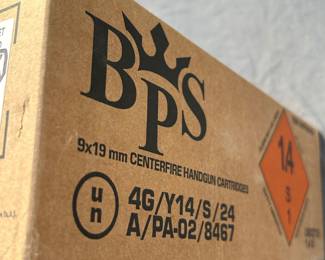 BPS
9x19 mm CENTERFIRE HANDGUN CARTRIDGES
un
4G/Y14/S/24
A/PA-02/8467
1.4
S
1